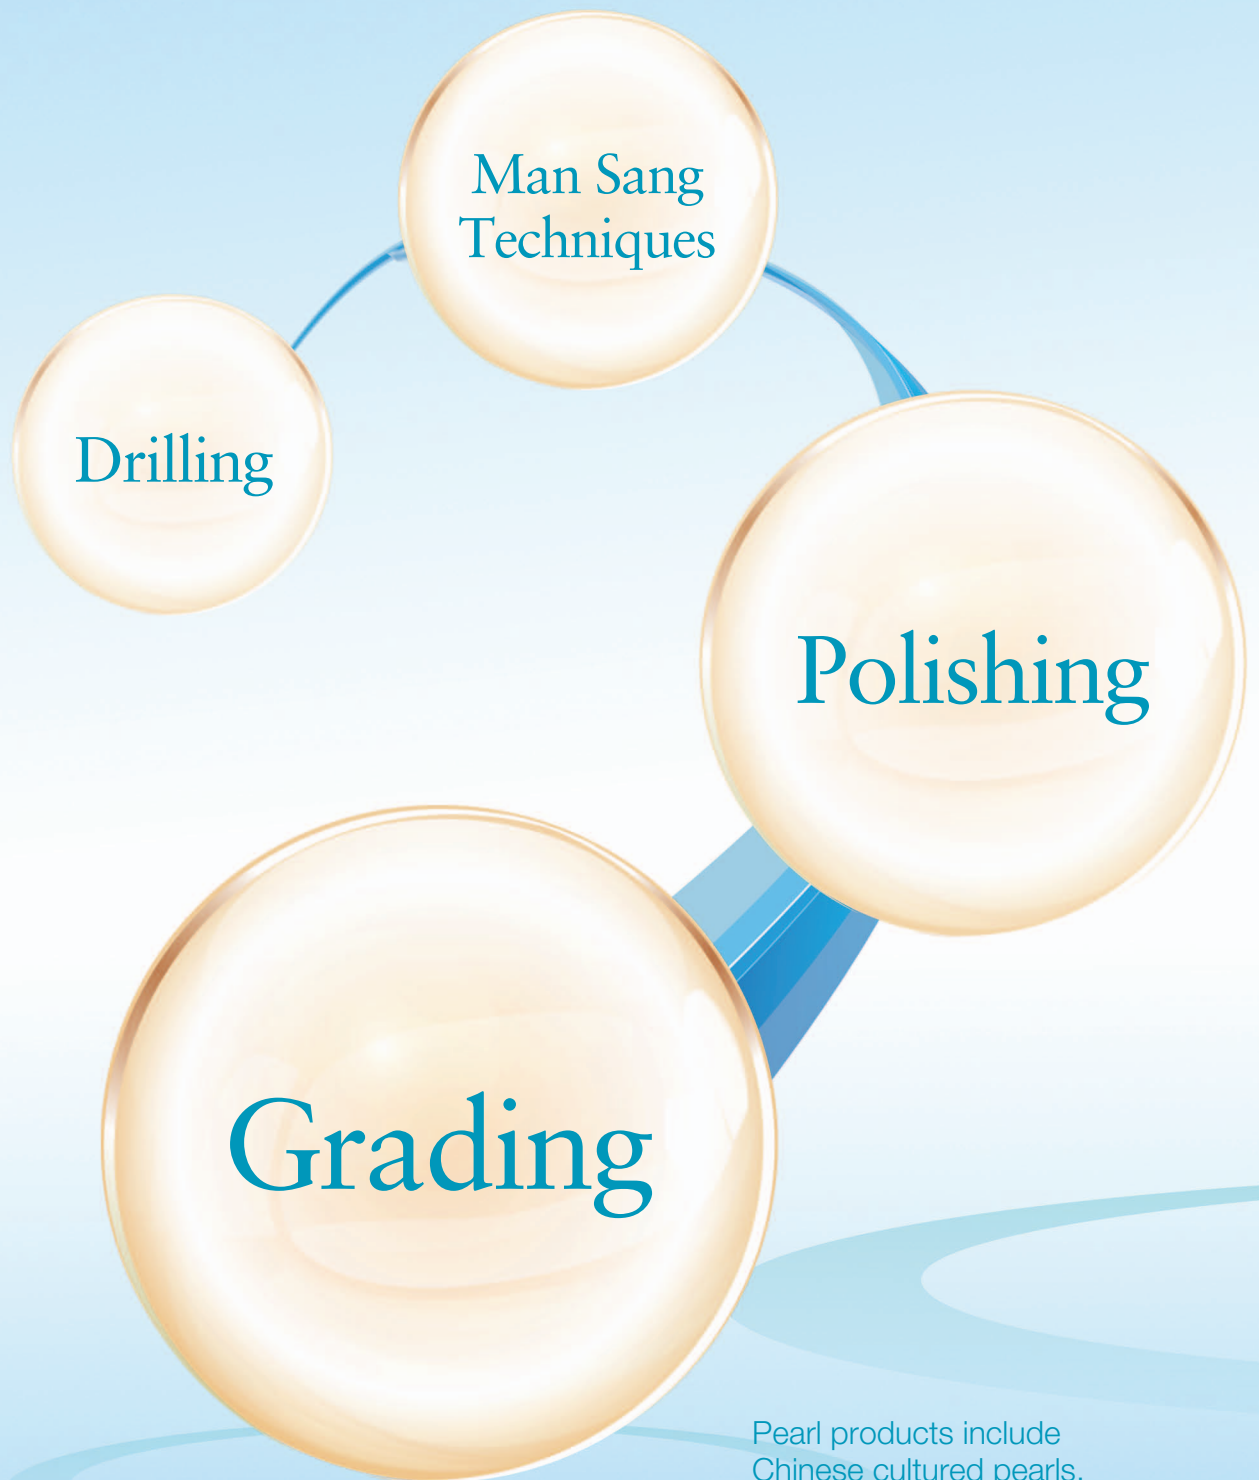 Man Sang
Techniques
Drilling
Polishing
Grading
Pearl products include
Chinese cultured pearls,